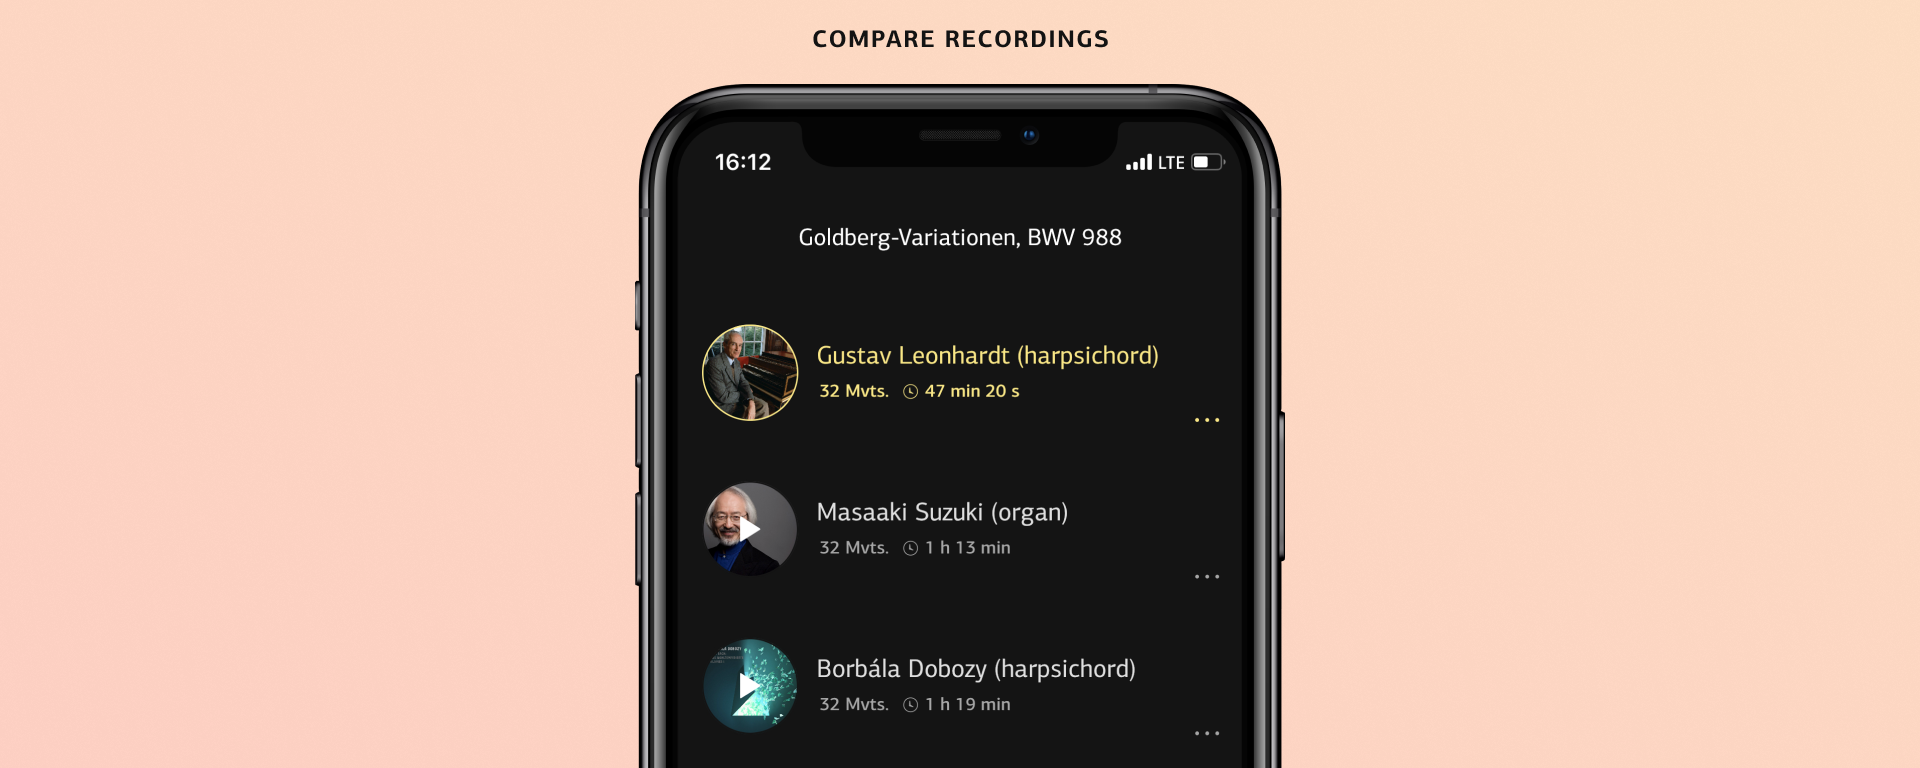 COMPARE RECORDINGS
16:12
LTE
Goldberg-Variationen, BWV 988
Gustav Leonhardt (harpsichord)
32 Mvts. 47 min 20 s
Masaaki Suzuki (organ)
32 Mvts. 1 h 13 min
Borbála Dobozy (harpsichord)
32 Mvts. 1 h 19 min